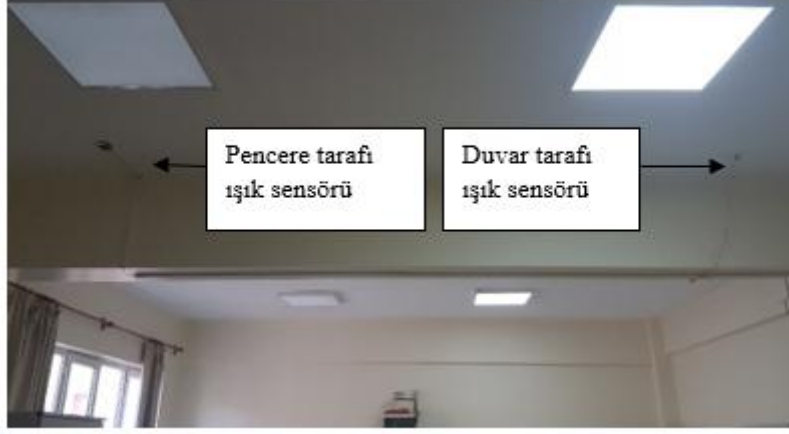 Pencere tarafı
ışık sensörü
Duvar tarafı
ışık sensörü